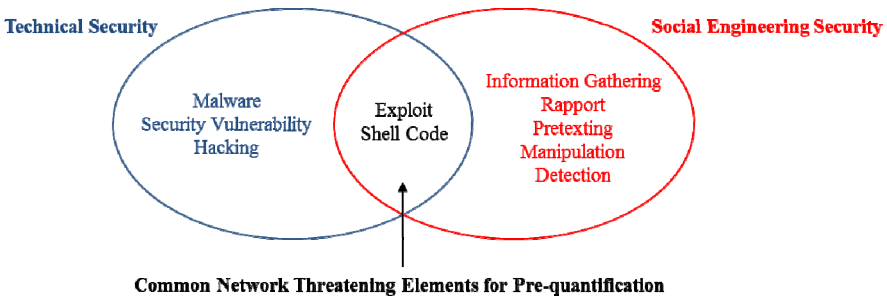 Technical Security
Social Engineering Security
Malware
Security Vulnerability
Hacking
Exploit
Shell Code
Information Gathering
Rapport
Pretexting
Manipulation
Detection
Common Network Threatening Elements for Pre-quantification